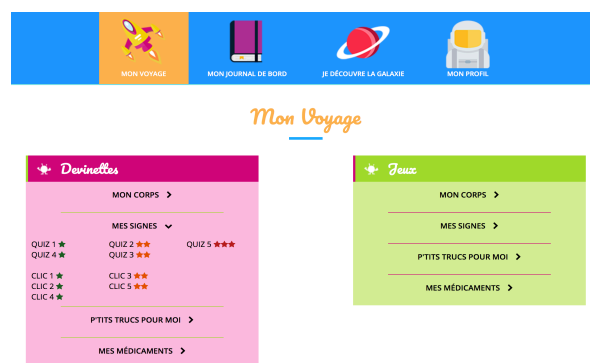 MON VOYAGE
MON JOURNAL DE BORD
JE DÉCOUVRE LA GALAXIE
MON PROFIL
Mon Voyage
Devinettes
MON CORPS
MES SIGNES
QUIZ 1 QUIZ 2 QUIZ 5
QUIZ 4 QUIZ 3
CLIC 1 CLIC 3
CLIC 2 CLIC 5
CLIC 4
P'TITS TRUCS POUR MOI
MES MÉDICAMENTS
Jeux
MON CORPS
MES SIGNES
P'TITS TRUCS POUR MOI
MES MÉDICAMENTS